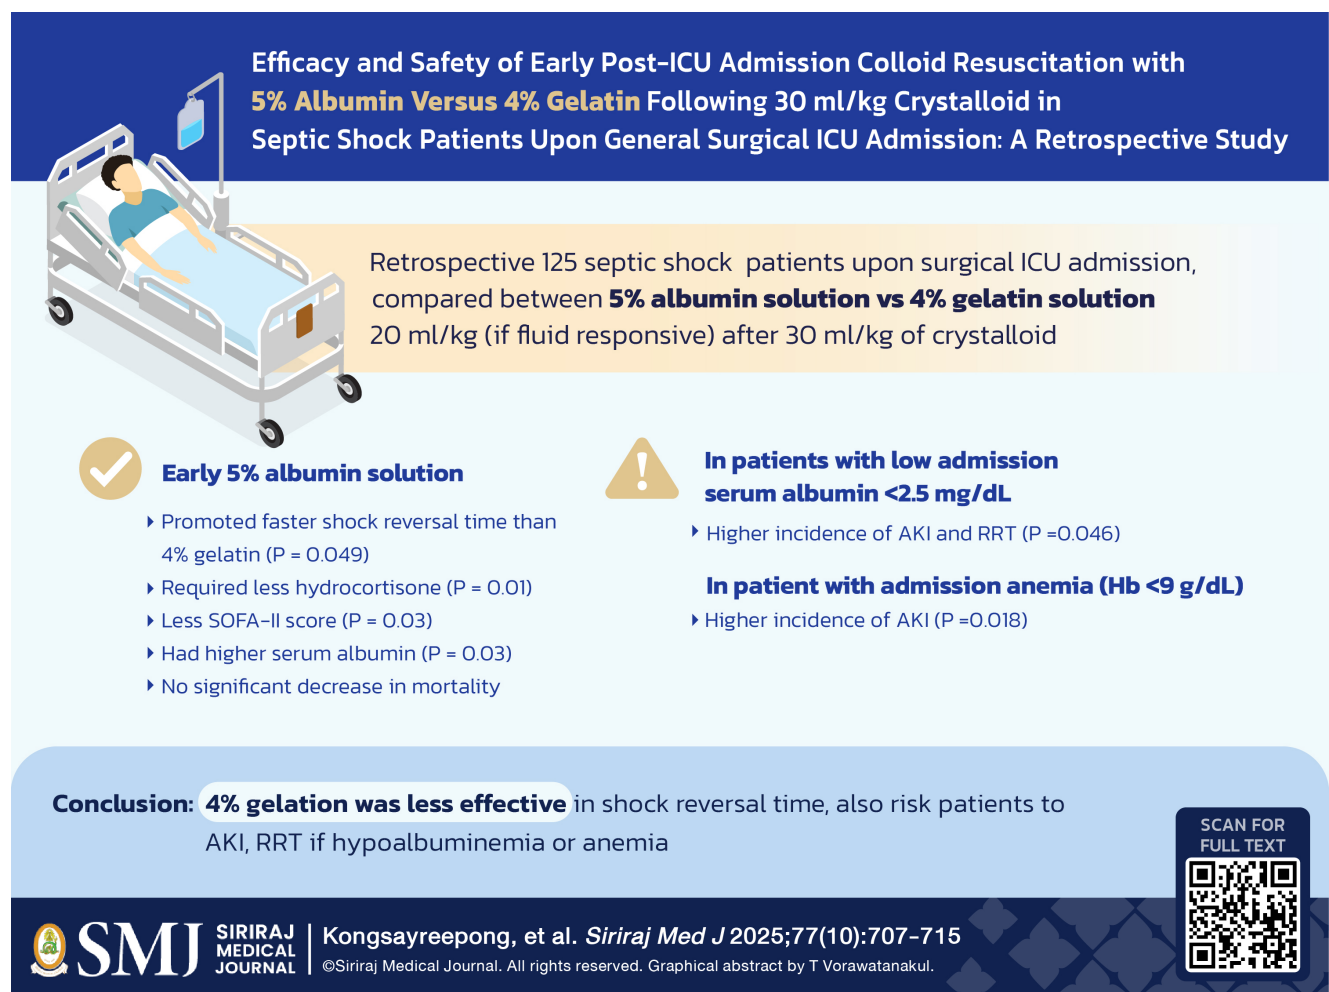 Efficacy and Safety of Early Post-ICU Admission Colloid Resuscitation with
5% Albumin Versus 4% Gelatin Following 30 ml/kg Crystalloid in
Septic Shock Patients Upon General Surgical ICU Admission: A Retrospective Study
Retrospective 125 septic shock patients upon surgical ICU admission,
compared between 5% albumin solution vs 4% gelatin solution
20 ml/kg (if fluid responsive) after 30 ml/kg of crystalloid
Early 5% albumin solution
Promoted faster shock reversal time than
4% gelatin (P = 0.049)
Required less hydrocortisone (P = 0.01)
Less SOFA-II score (P = 0.03)
Had higher serum albumin (P = 0.03)
No significant decrease in mortality
In patients with low admission
serum albumin <2.5 mg/dL
Higher incidence of AKI and RRT (P =0.046)
In patient with admission anemia (Hb <9 g/dL)
Higher incidence of AKI (P =0.018)
Conclusion: 4% gelation was less effective in shock reversal time, also risk patients to
AKI, RRT if hypoalbuminemia or anemia
SCAN FOR
FULL TEXT
SMJ
SIRIRAJ
MEDICAL
JOURNAL
Kongsayreepong, et al. Siriraj Med J 2025;77(10):707-715
©Siriraj Medical Journal. All rights reserved. Graphical abstract by T Vorawatanakul.